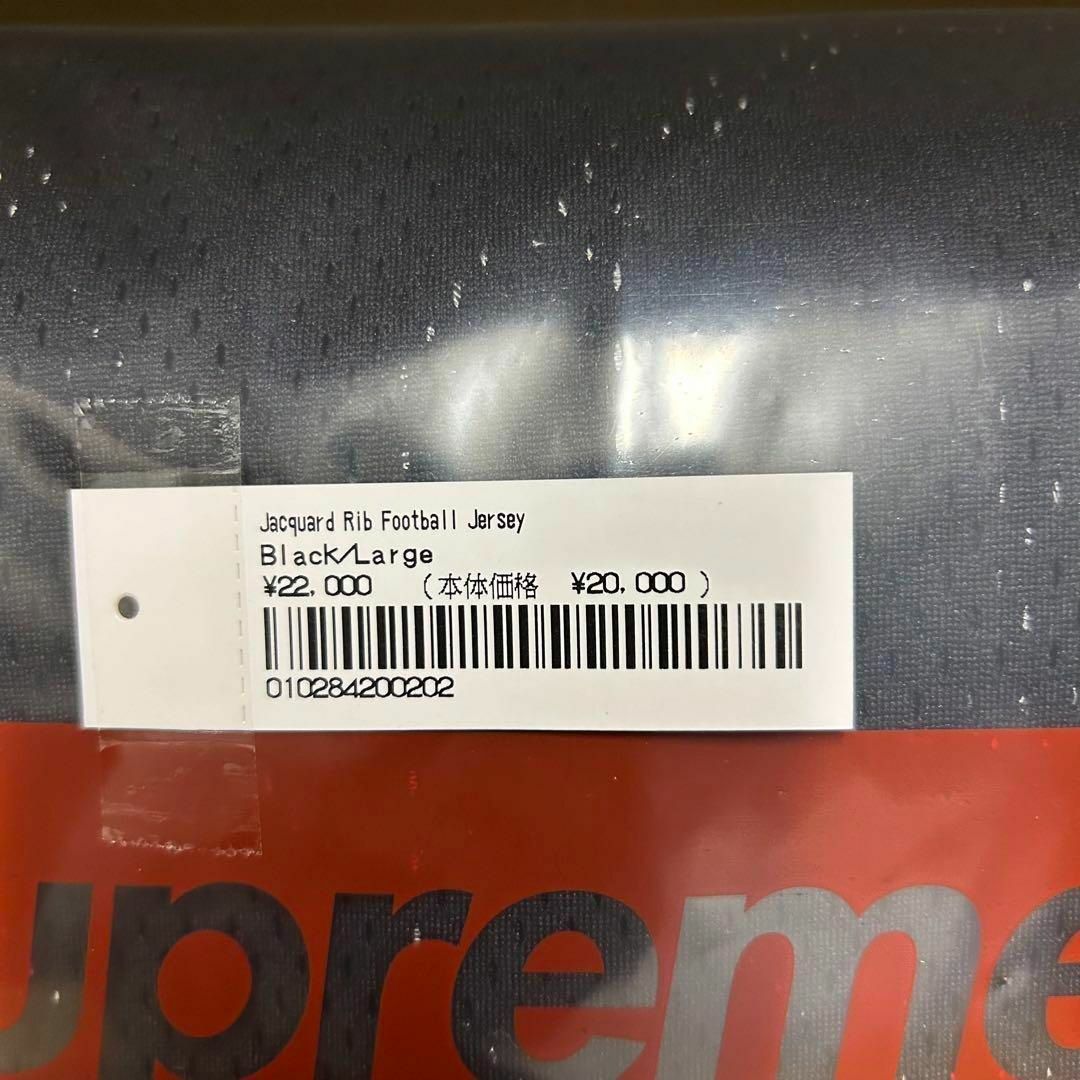 Jacquard Rib Football Jersey
Black/Large
¥22,000 (本体価格 ¥20,000 )
010284200202
upreme